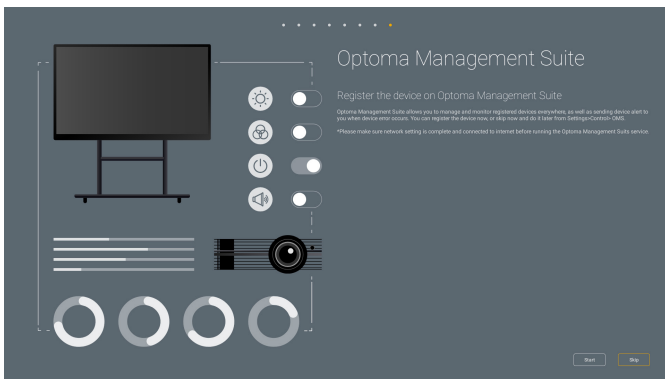 Optoma Management Suite
Register the device on Optoma Management Suite
Optoma Management Suite allows you to manage and monitor registered devices everywhere, as well as sending device alert to
you when device error occurs. You can register the device now, or skip now and do it later from Settings>Control> OMS.
*Please make sure network setting is complete and connected to internet before running the Optoma Management Suits service.
Start
Skip